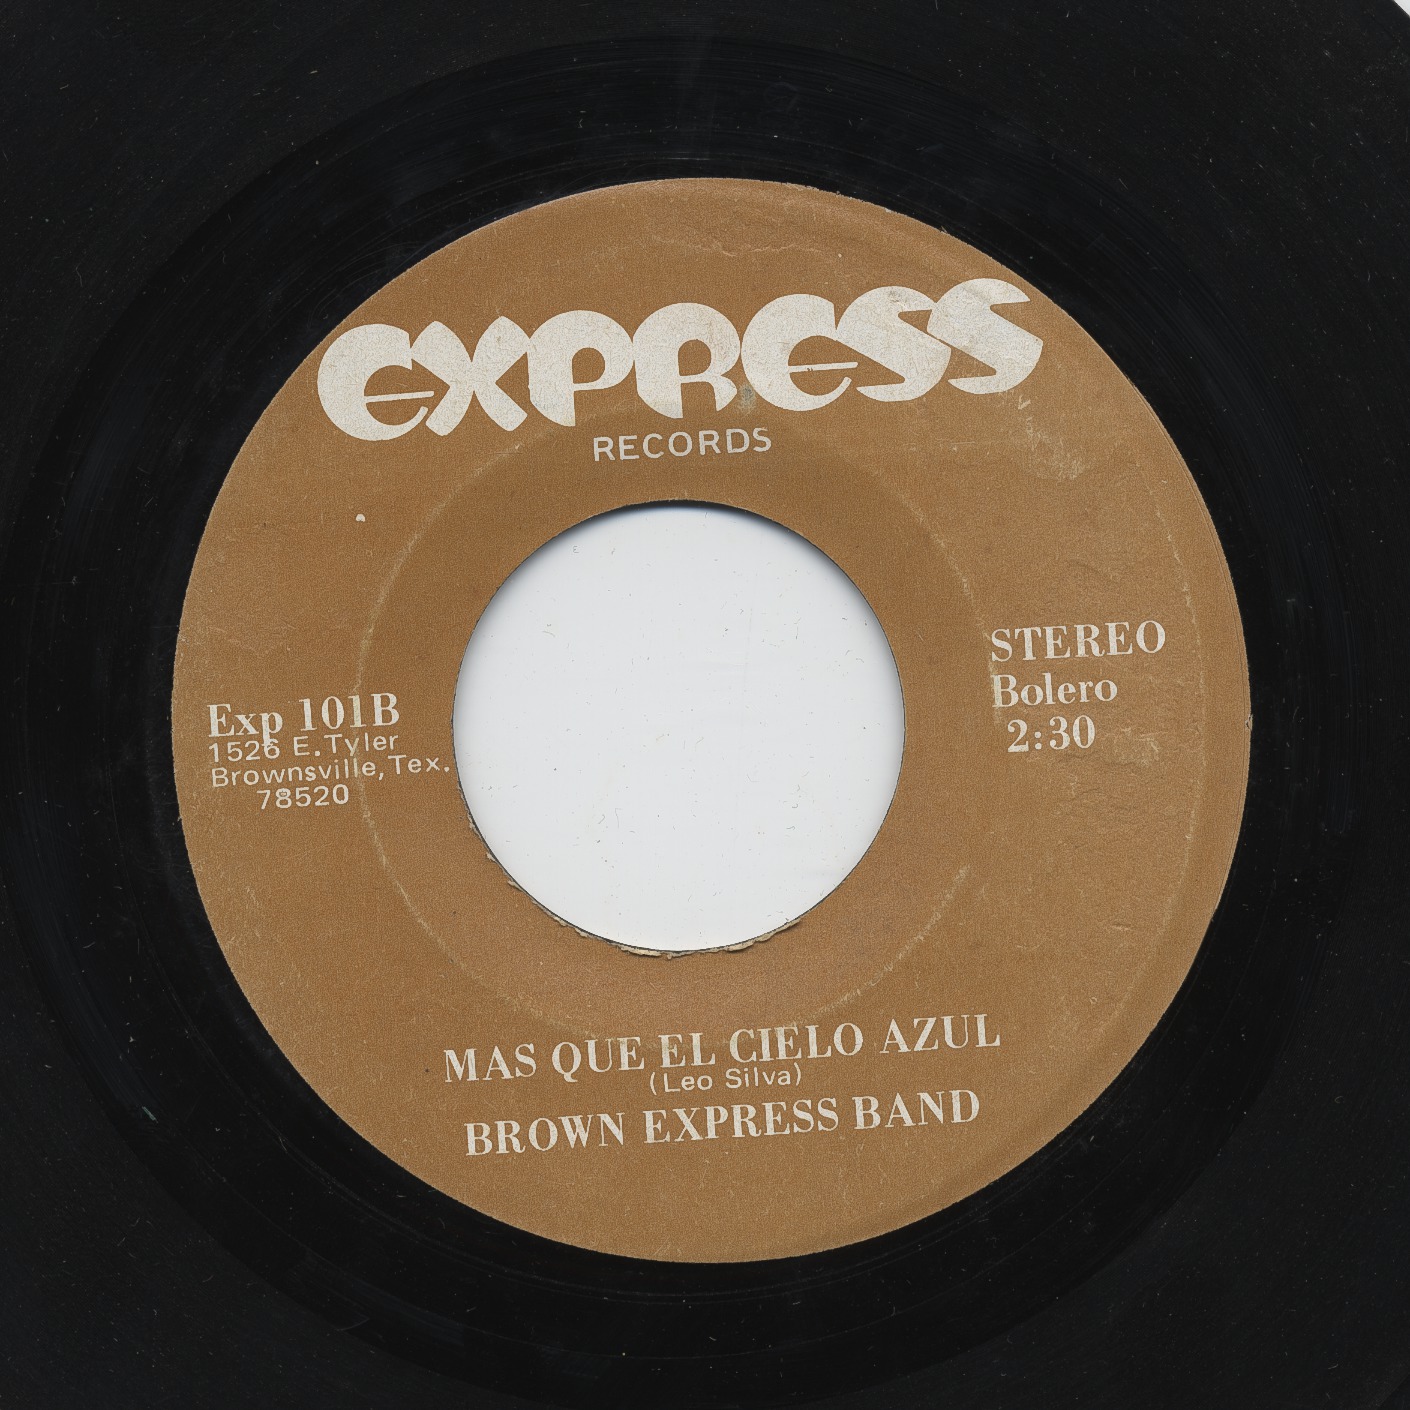 EXPRESS
RECORDS
STEREO
Bolero
2:30
Exp 101B
1526 E. Tyler
Brownsville, Tex.
78520
MAS QUE EL CIELO AZUL
(Leo Silva)
BROWN EXPRESS BAND